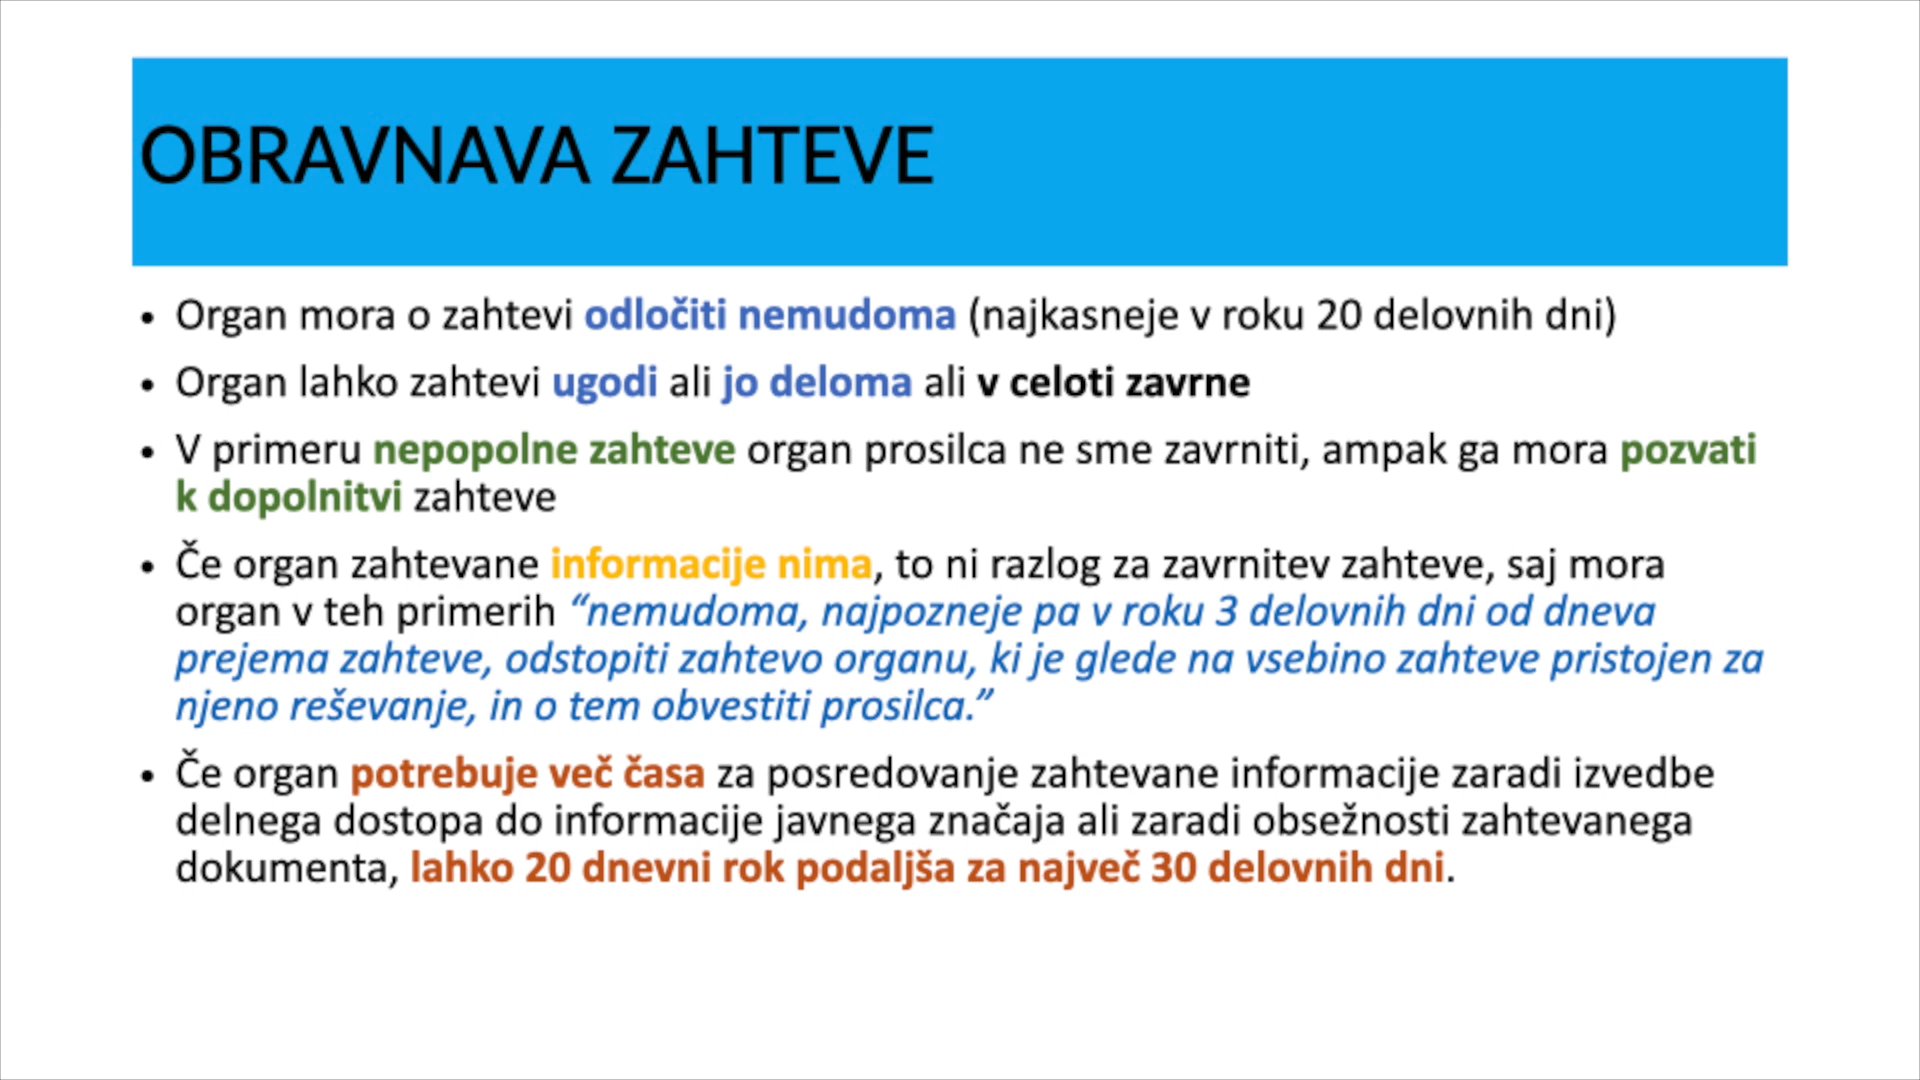 OBRAVNAVA ZAHTEVE
• Organ mora o zahtevi odločiti nemudoma (najkasneje v roku 20 delovnih dni)
• Organ lahko zahtevi ugodi ali jo deloma ali v celoti zavrne
• V primeru nepopolne zahteve organ prosilca ne sme zavrniti, ampak ga mora pozvati
k dopolnitvi zahteve
• Če organ zahtevane informacije nima, to ni razlog za zavrnitev zahteve, saj mora
organ v teh primerih “nemudoma, najpozneje pa v roku 3 delovnih dni od dneva
prejema zahteve, odstopiti zahtevo organu, ki je glede na vsebino zahteve pristojen za
njeno reševanje, in o tem obvestiti prosilca.”
• Če organ potrebuje več časa za posredovanje zahtevane informacije zaradi izvedbe
delnega dostopa do informacije javnega značaja ali zaradi obsežnosti zahtevanega
dokumenta, lahko 20 dnevni rok podaljša za največ 30 delovnih dni.